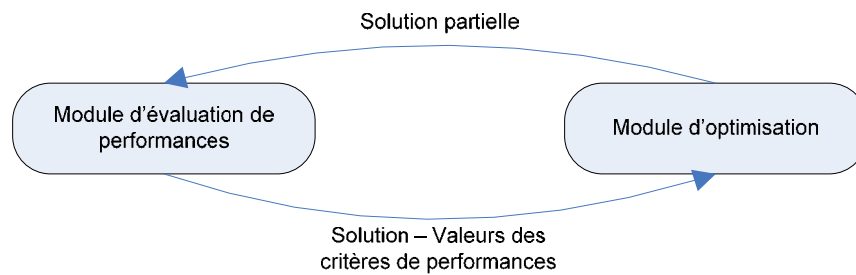 Solution partielle
Module d'évaluation de
performances
Module d'optimisation
Solution – Valeurs des
critères de performances